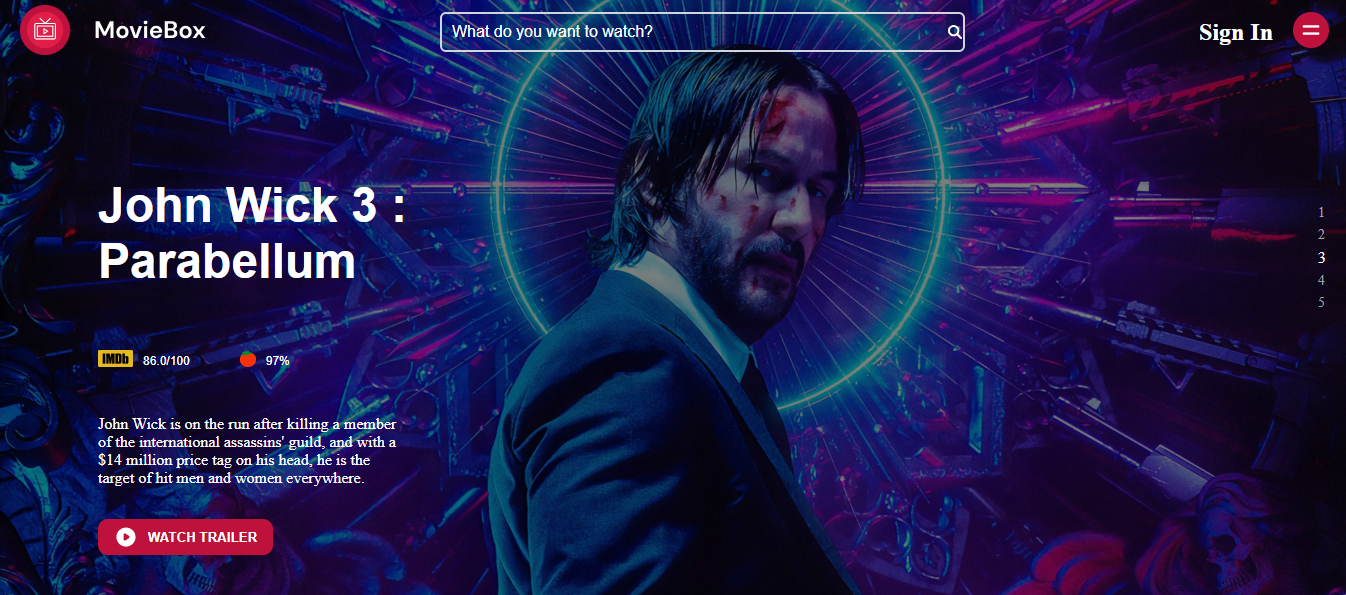 MovieBox
What do you want to watch?
Sign In
John Wick 3 :
Parabellum
1
2
3
4
5
IMDb 86.0/100 97%
John Wick is on the run after killing a member
of the international assassins' guild, and with a
$14 million price tag on his head, he is the
target of hit men and women everywhere.
WATCH TRAILER